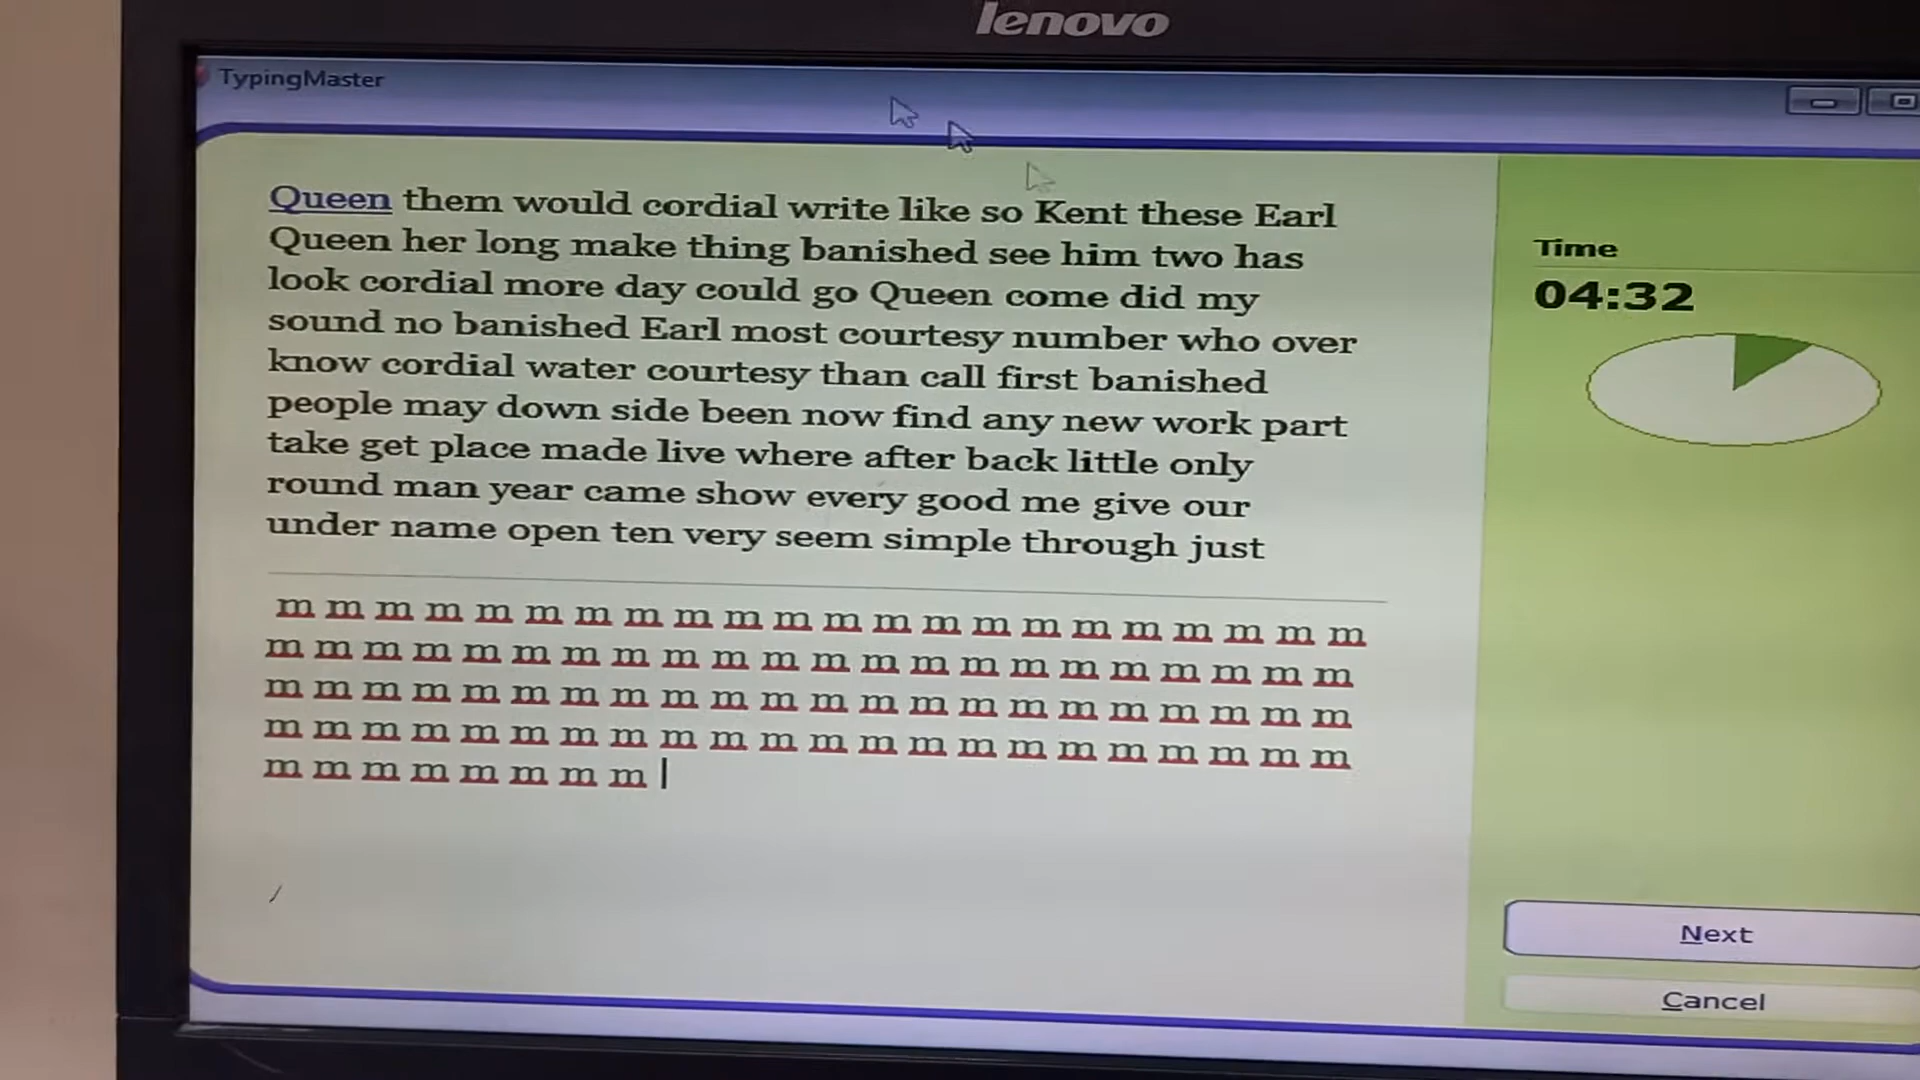 lenovo
TypingMaster
Queen them would cordial write like so Kent these Earl
Queen her long make thing banished see him two has
look cordial more day could go Queen come did my
sound no banished Earl most courtesy number who over
know cordial water courtesy than call first banished
people may down side been now find any new work part
take get place made live where after back little only
round man year came show every good me give our
under name open ten very seem simple through just
m m m m m m m m m m m m m m m m m m m m m m
m m m m m m m m m m m m m m m m m m m m m m
m m m m m m m m m m m m m m m m m m m m m m
m m m m m m m m m m m m m m m m m m m m m m
m m m m m m m m
Time
04:32
Next
Cancel